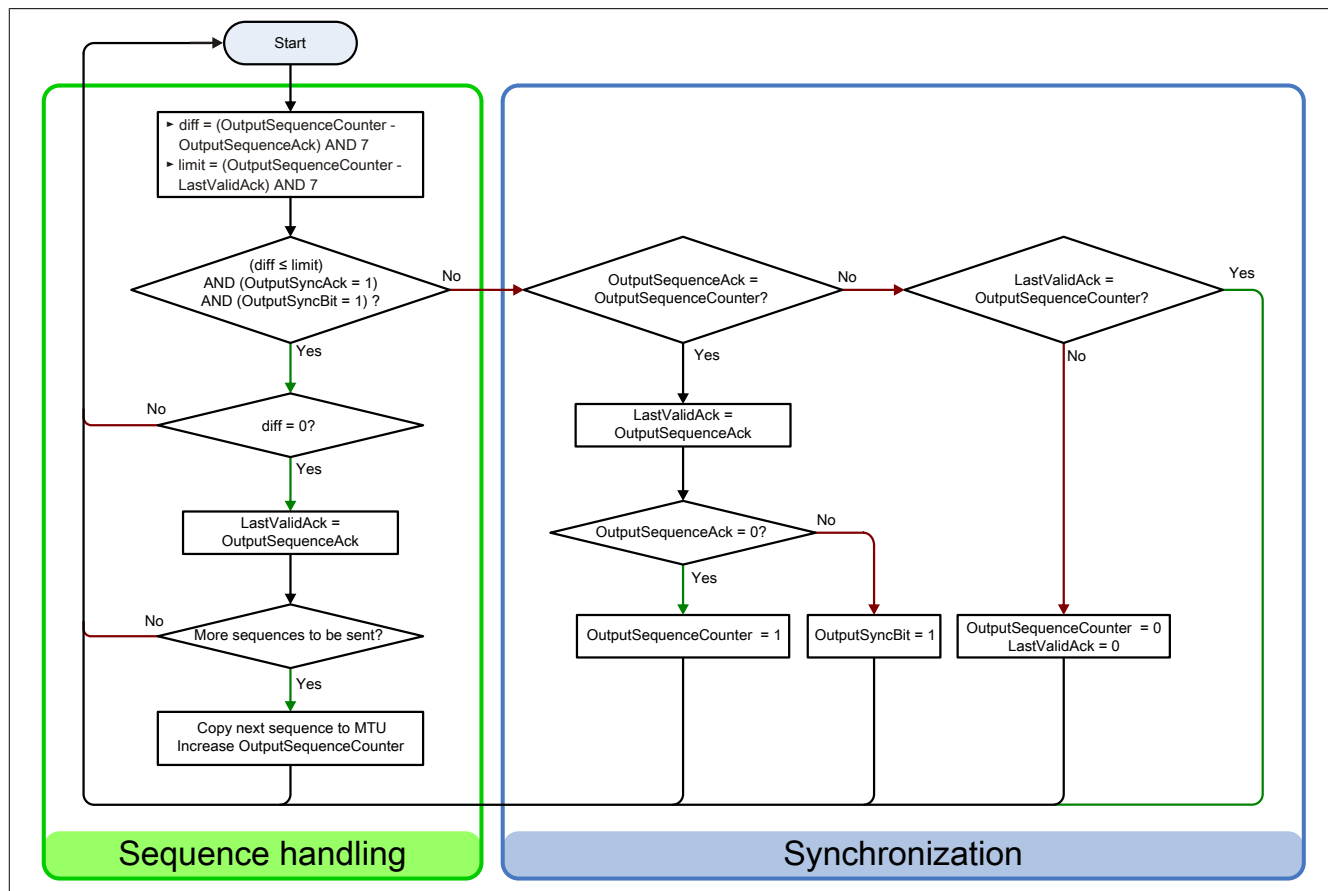 Start
► diff = (OutputSequenceCounter -
OutputSequenceAck) AND 7
► limit = (OutputSequenceCounter -
LastValidAck) AND 7
(diff ≤ limit)
AND (OutputSyncAck = 1)
AND (OutputSyncBit = 1) ?
No
Yes
diff = 0?
No
Yes
LastValidAck =
OutputSequenceAck
More sequences to be sent?
No
Yes
Copy next sequence to MTU
Increase OutputSequenceCounter
Sequence handling
OutputSequenceAck =
OutputSequenceCounter?
No
Yes
LastValidAck =
OutputSequenceAck
OutputSequenceAck = 0?
No
Yes
OutputSequenceCounter = 1
OutputSyncBit = 1
LastValidAck =
OutputSequenceCounter?
Yes
No
OutputSequenceCounter = 0
LastValidAck = 0
Synchronization